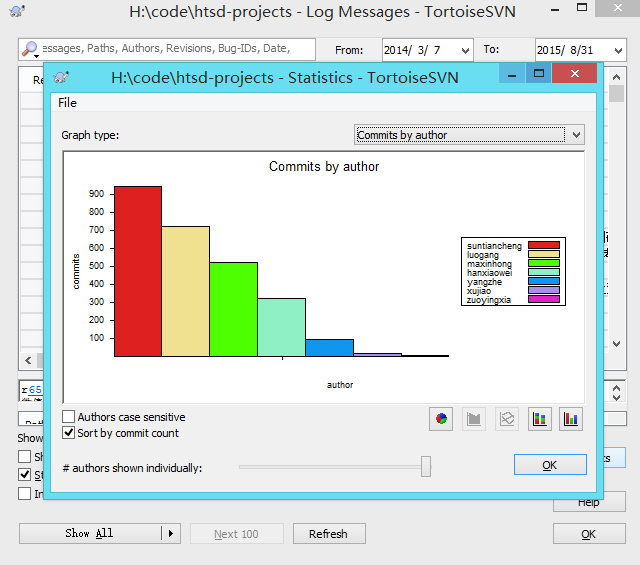 H:\code\htsd-projects - Log Messages - TortoiseSVN
essages, Paths, Authors, Revisions, Bug-IDs, Date,
From: 2014/ 3/ 7
To: 2015/ 8/31
Re
H:\code\htsd-projects - Statistics - TortoiseSVN
File
Graph type:
Commits by author
Commits by author
900
800
700
600
500
400
300
200
100
commits
author
suntiancheng
luogang
maxinhong
hanxiaowei
yangzhe
xujiao
zuoyingxia
Authors case sensitive
Sort by commit count
# authors shown individually:
OK
r65
Show
Help
Show All
Next 100
Refresh
OK